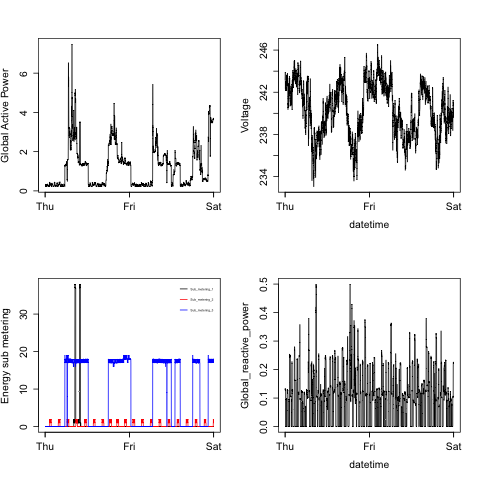 Global Active Power
6
4
2
0
Thu Fri Sat
Voltage
246
242
238
234
Thu Fri Sat
datetime
Energy sub metering
30
20
10
0
Sub_metering_1
Sub_metering_2
Sub_metering_3
Thu Fri Sat
Global_reactive_power
0.5
0.4
0.3
0.2
0.1
0.0
Thu Fri Sat
datetime